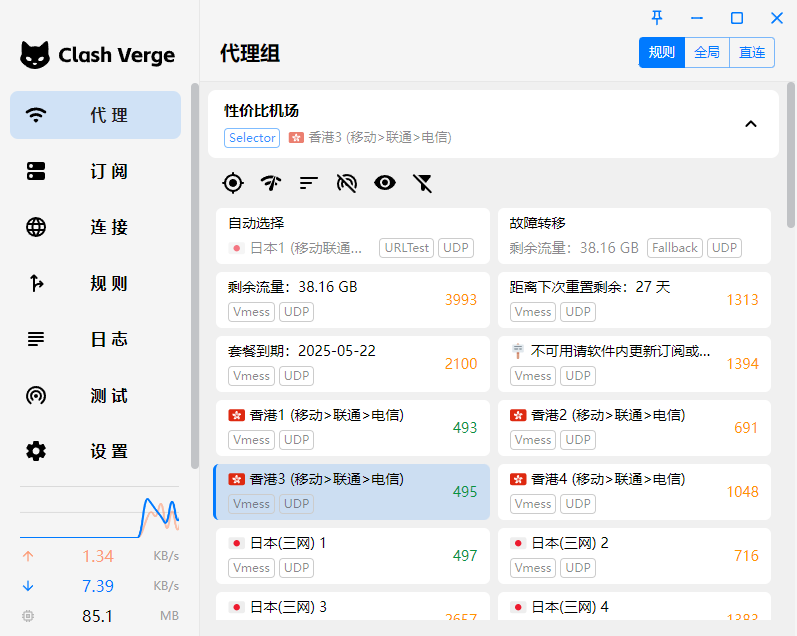 Clash Verge
代理
订阅
连接
规则
日志
测试
设置
1.34 KB/s
7.39 KB/s
85.1 MB
代理组
规则 全局 直连
性价比机场
Selector 香港3 (移动>联通>电信)
自动选择
日本1 (移动联通... URLTest UDP
故障转移
剩余流量：38.16 GB Fallback UDP
剩余流量：38.16 GB
Vmess UDP
3993
距离下次重置剩余：27 天
Vmess UDP
1313
套餐到期：2025-05-22
Vmess UDP
2100
不可用请软件内更新订阅或...
Vmess UDP
1394
香港1 (移动>联通>电信)
Vmess UDP
493
香港2 (移动>联通>电信)
Vmess UDP
691
香港3 (移动>联通>电信)
Vmess UDP
495
香港4 (移动>联通>电信)
Vmess UDP
1048
日本(三网) 1
Vmess UDP
497
日本(三网) 2
Vmess UDP
716
日本(三网) 3
2657
日本(三网) 4
1383